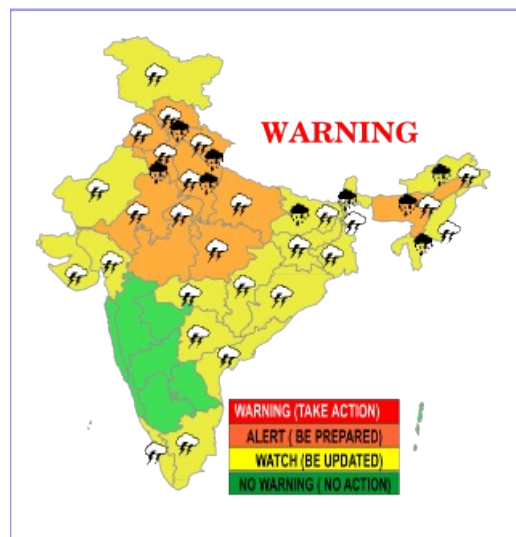 WARNING
WARNING (TAKE ACTION)
ALERT ( BE PREPARED)
WATCH (BE UPDATED)
NO WARNING ( NO ACTION)